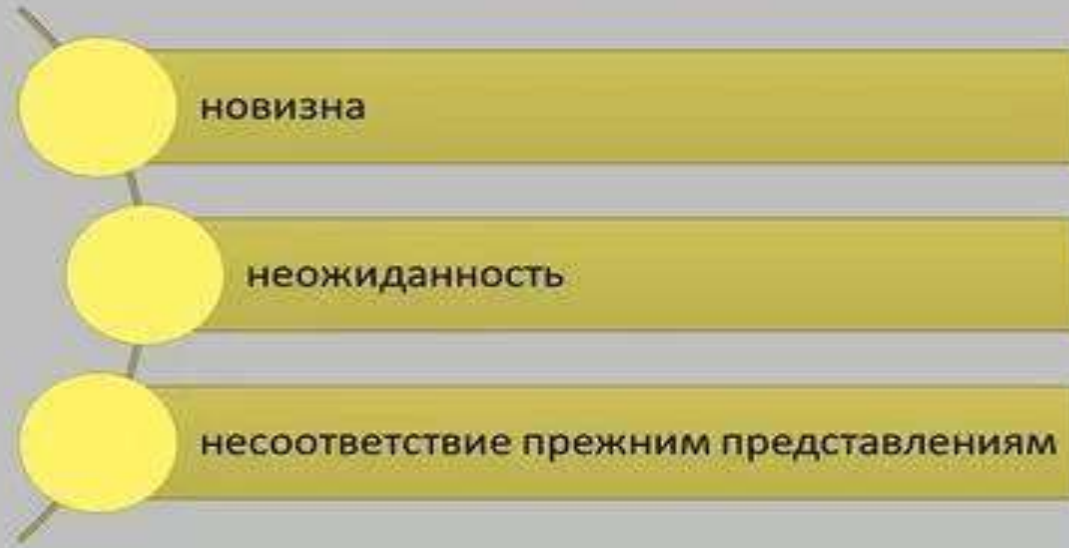 новизна
неожиданность
несоответствие прежним представлениям